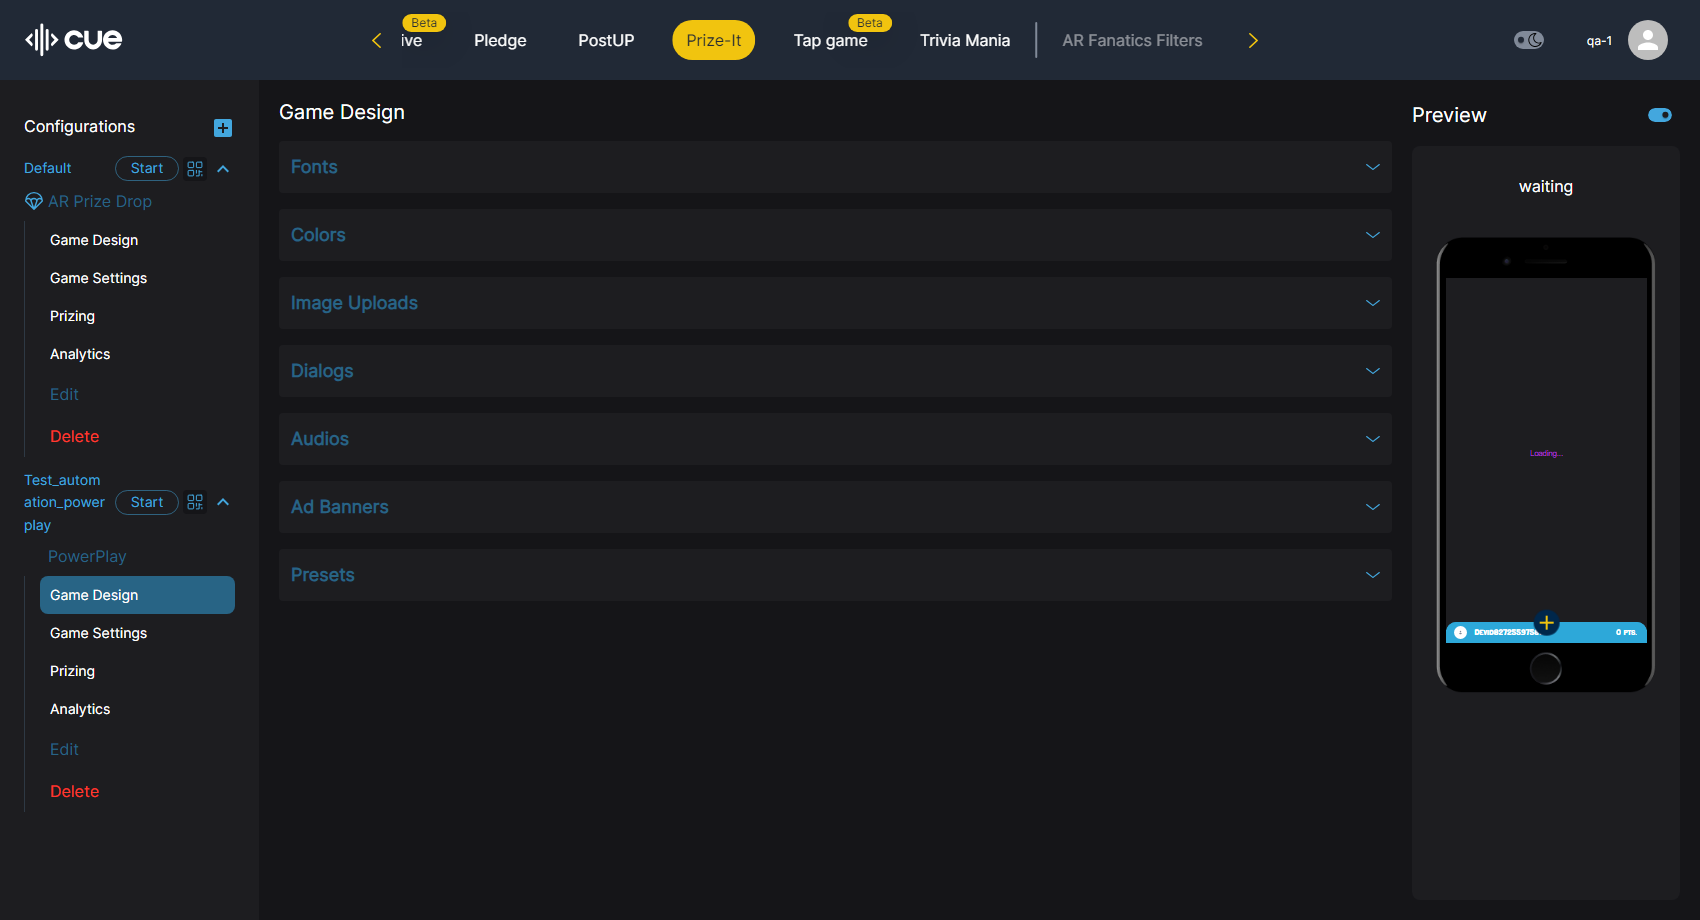 cue
Beta
ive
Pledge
PostUP
Prize-It
Beta
Tap game
Trivia Mania
AR Fanatics Filters
qa-1
Configurations
Default
Start
AR Prize Drop
Game Design
Game Settings
Prizing
Analytics
Edit
Delete
Test_autom
ation_power
play
Start
PowerPlay
Game Design
Game Settings
Prizing
Analytics
Edit
Delete
Game Design
Fonts
Colors
Image Uploads
Dialogs
Audios
Ad Banners
Presets
Preview
waiting
Loading...
0 PTS.